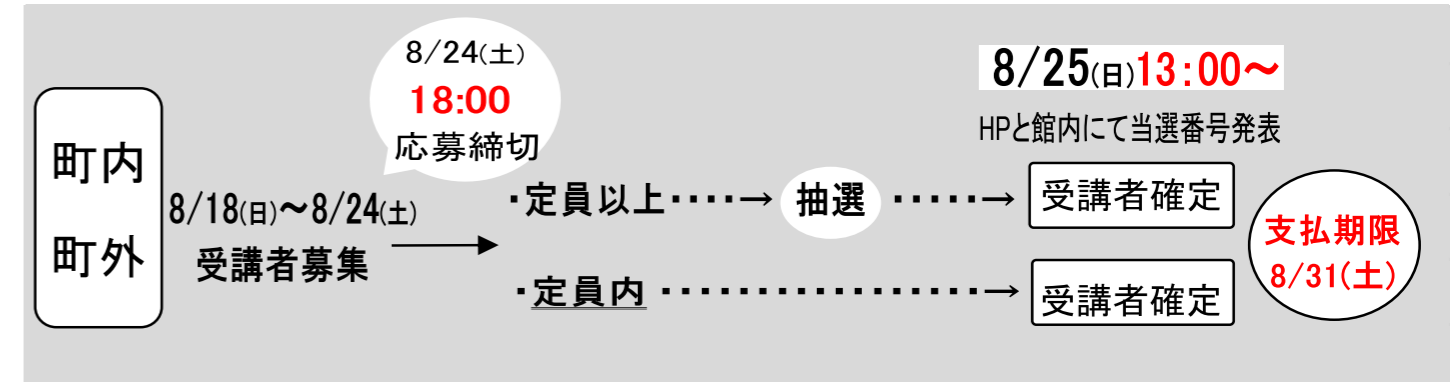 町内
町外
8/18(日)~8/24(土)
受講者募集
8/24(土)
18:00
応募締切
・定員以上‥‥→
抽選
‥‥‥→
受講者確定
・定員内‥‥‥‥‥‥‥‥‥→
受講者確定
8/25(日)13:00~
HPと館内にて当選番号発表
支払期限
8/31(土)